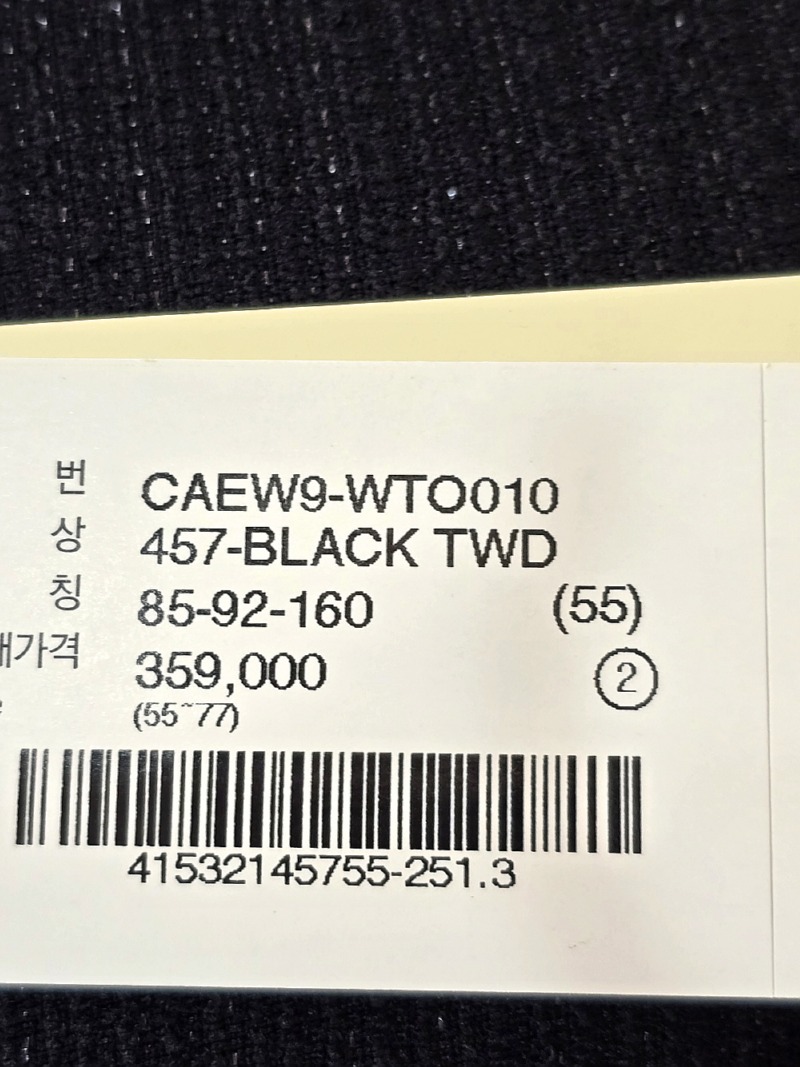 번 CAEW9-WTO010
상 457-BLACK TWD
칭 85-92-160 (55)
매가격 359,000 ②
(55~77)
41532145755-251.3